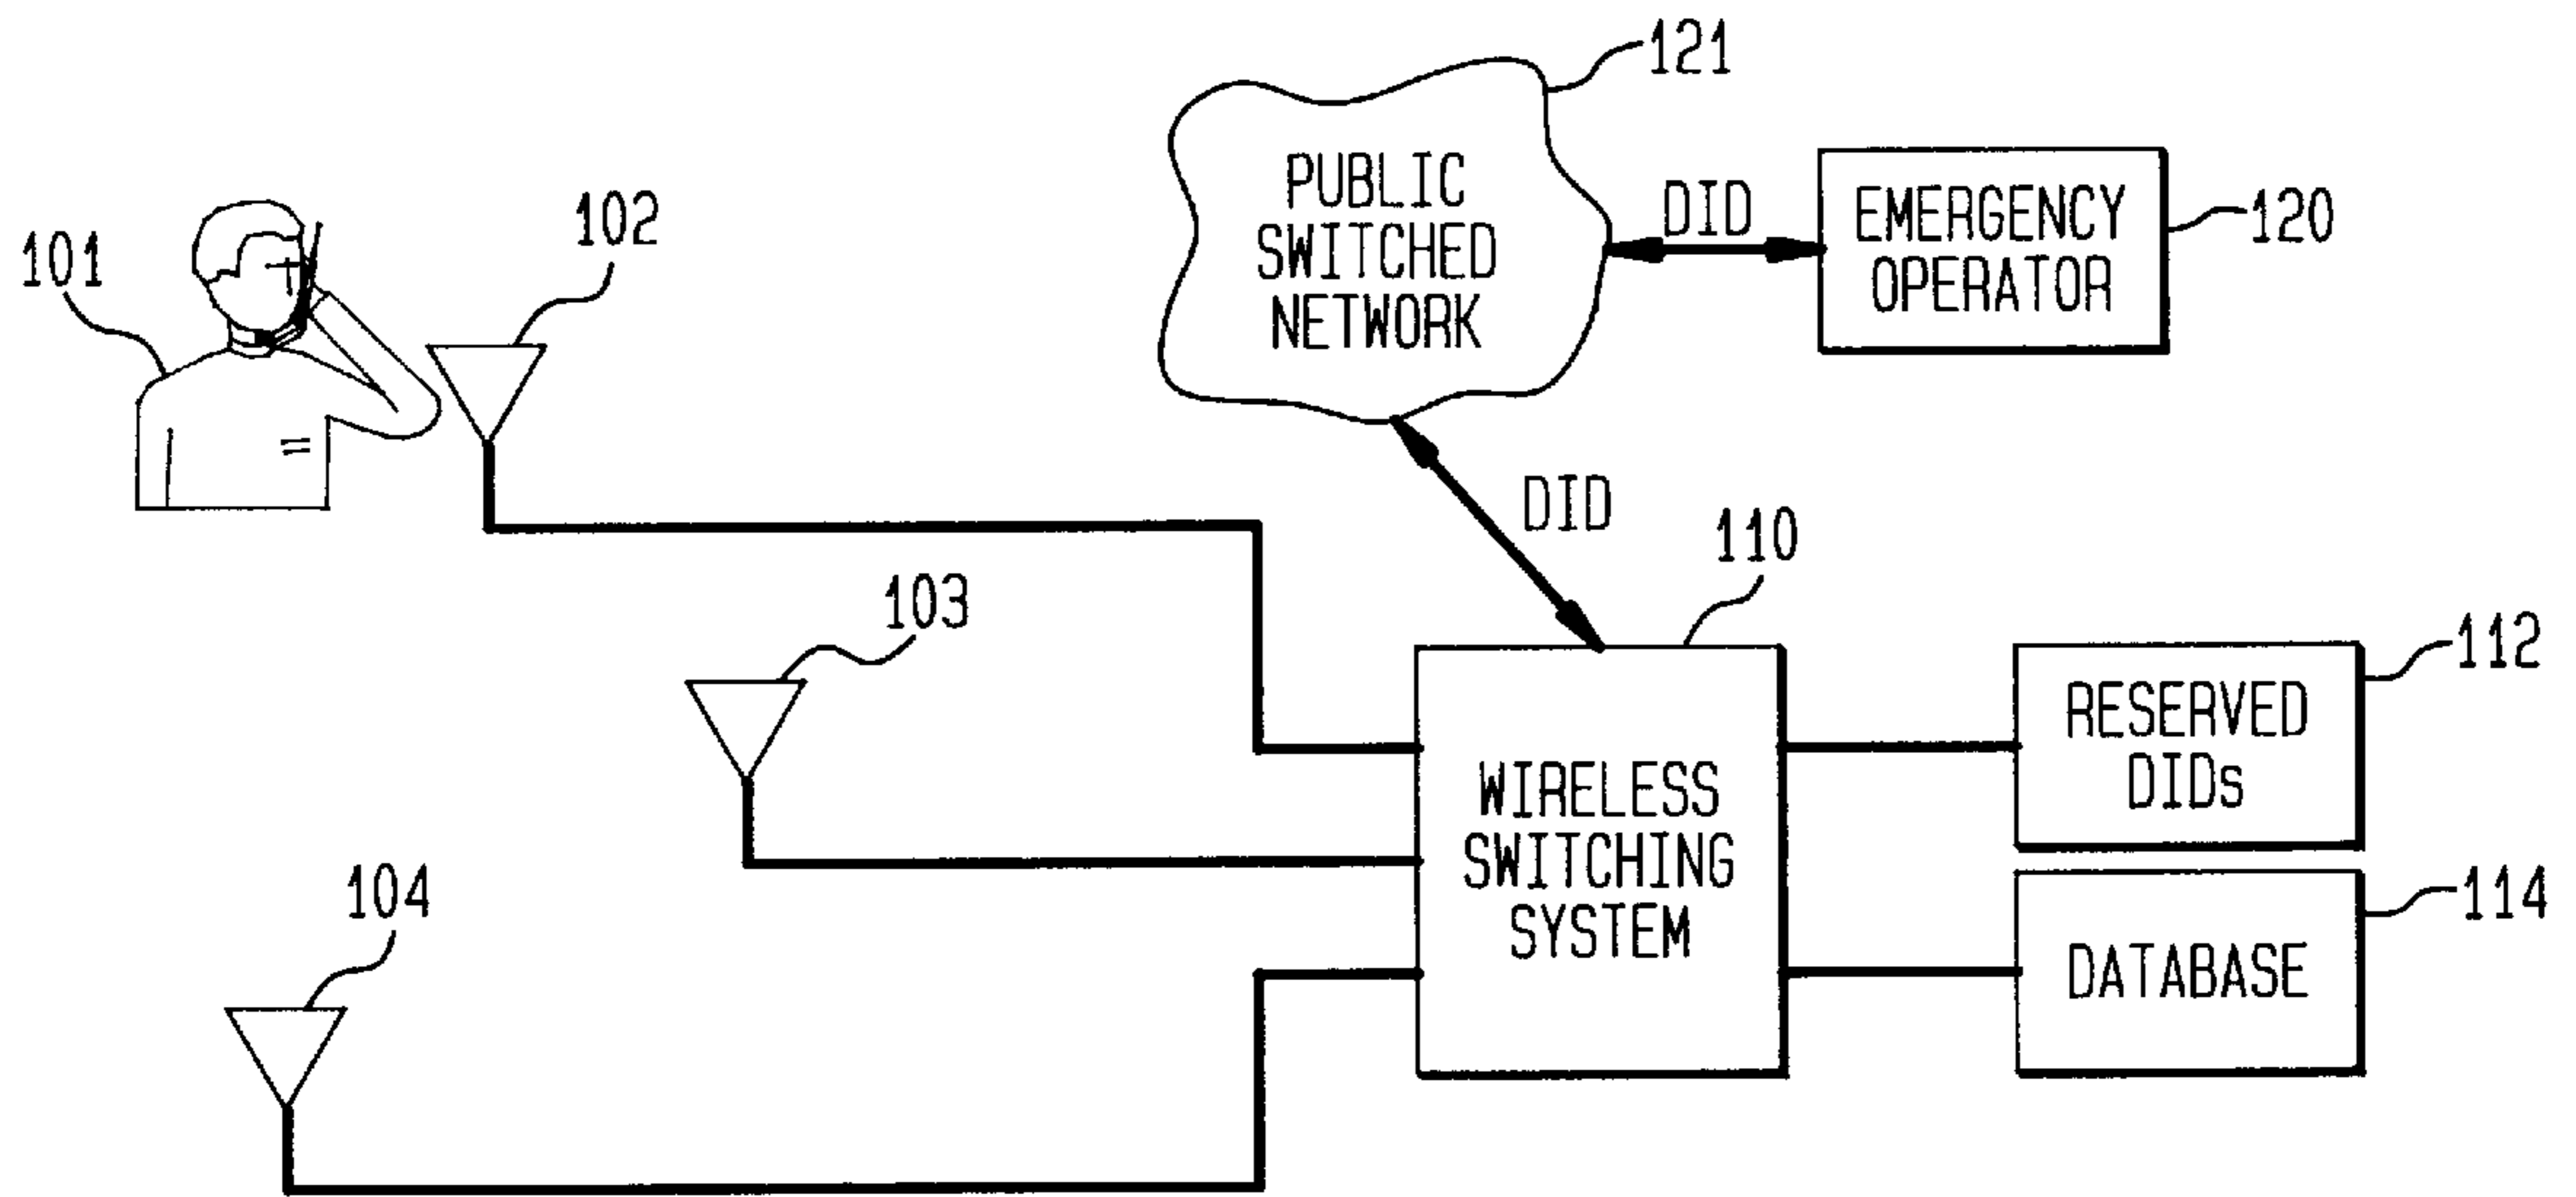 121
PUBLIC
SWITCHED
NETWORK
DID
EMERGENCY
OPERATOR
120
101
102
DID
110
103
112
RESERVED
DIDs
WIRELESS
SWITCHING
SYSTEM
104
114
DATABASE